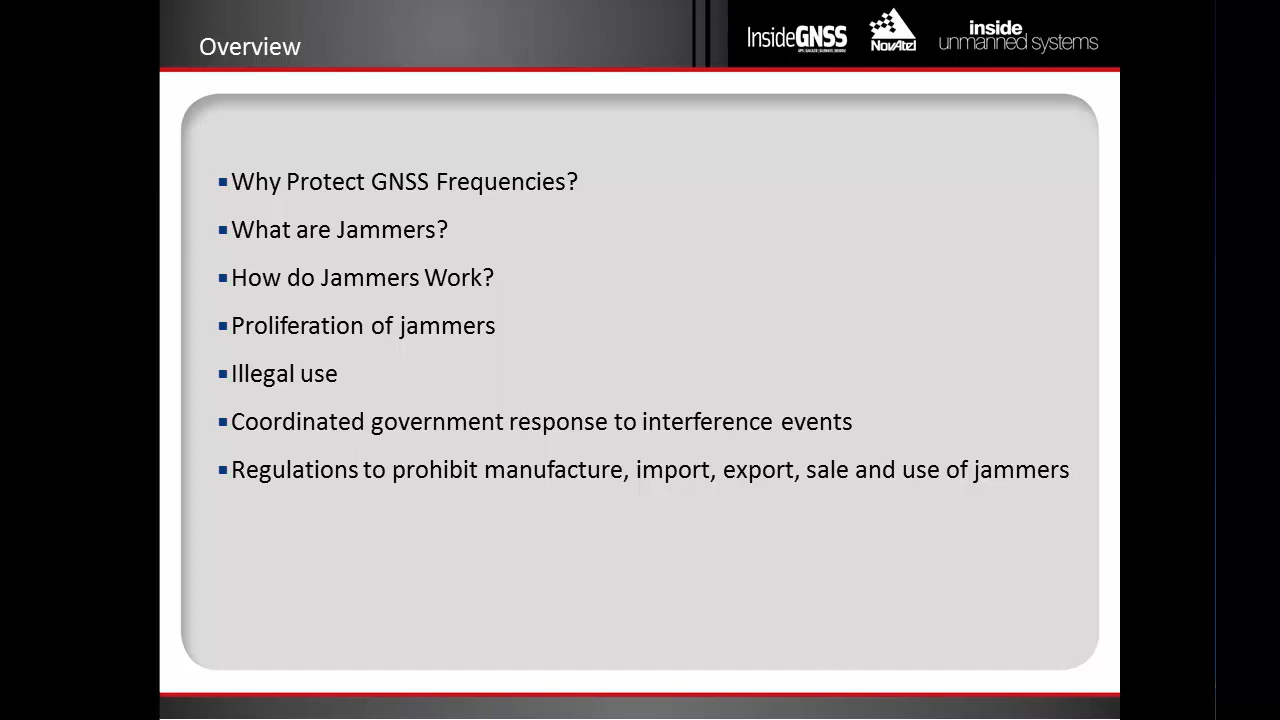 Overview
InsideGNSS
NovAtel
inside
unmanned systems
Why Protect GNSS Frequencies?
What are Jammers?
How do Jammers Work?
Proliferation of jammers
Illegal use
Coordinated government response to interference events
Regulations to prohibit manufacture, import, export, sale and use of jammers